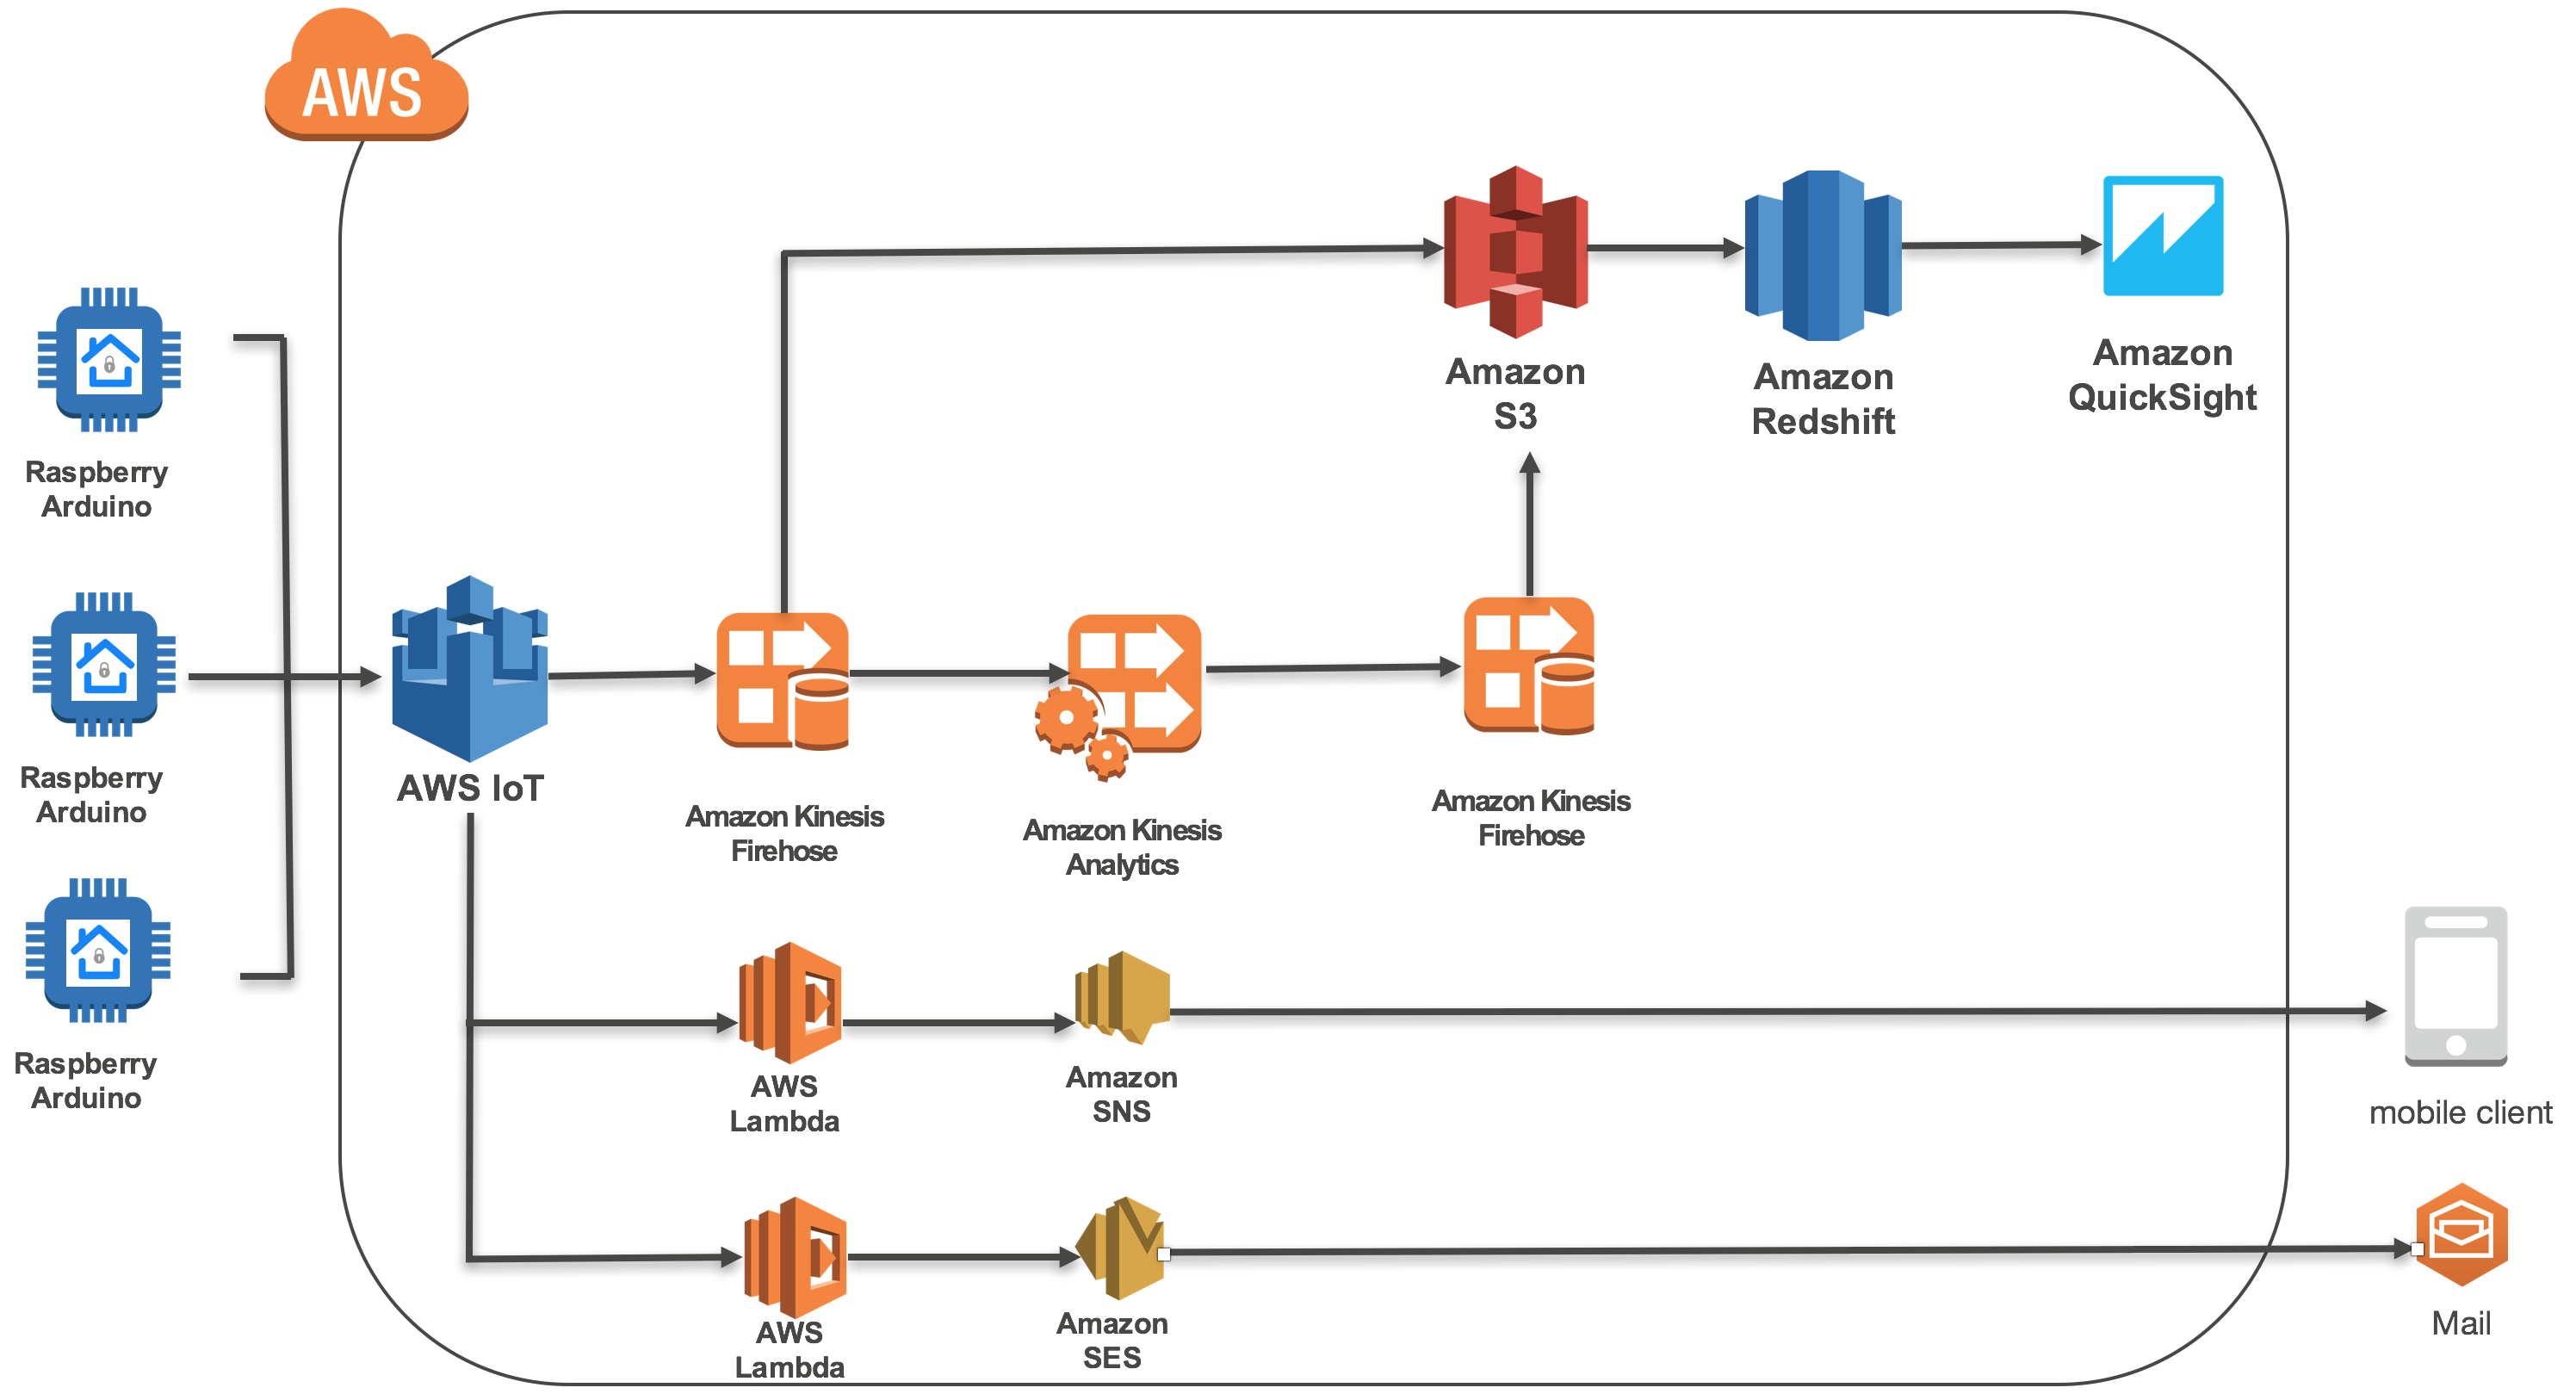 AWS
Amazon
S3
Amazon
Redshift
Amazon
QuickSight
Raspberry
Arduino
Raspberry
Arduino
Raspberry
Arduino
AWS IoT
Amazon Kinesis
Firehose
Amazon Kinesis
Analytics
Amazon Kinesis
Firehose
AWS
Lambda
Amazon
SNS
mobile client
AWS
Lambda
Amazon
SES
Mail